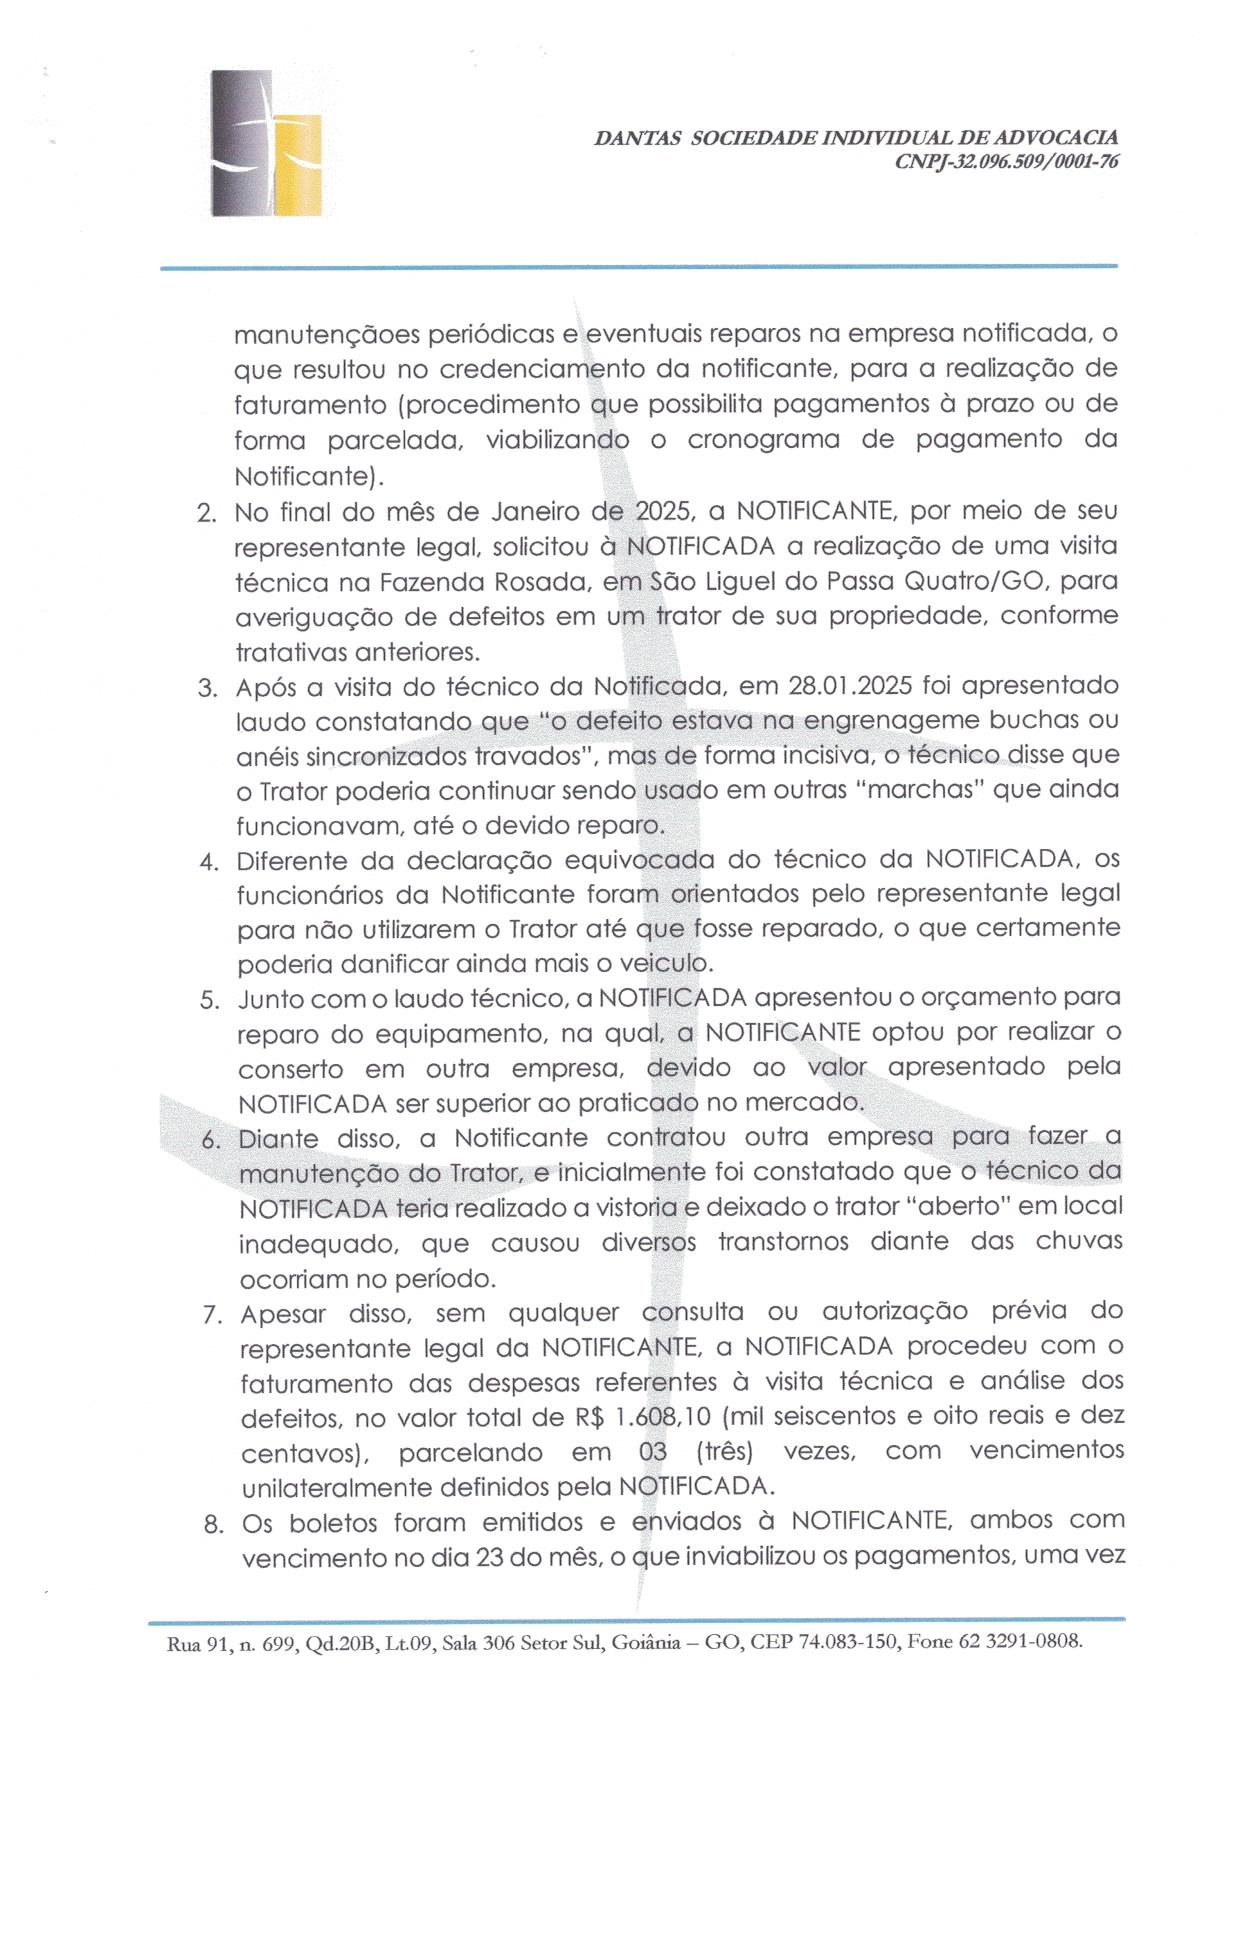 DANTAS SOCIEDADE INDIVIDUAL DE ADVOCACIA
CNPJ-32.096.509/0001-76
manutençãoes periódicas e eventuais reparos na empresa notificada, o
que resultou no credenciamento da notificante, para a realização de
faturamento (procedimento que possibilita pagamentos à prazo ou de
forma parcelada, viabilizando o cronograma de pagamento da
Notificante).
2. No final do mês de Janeiro de 2025, a NOTIFICANTE, por meio de seu
representante legal, solicitou à NOTIFICADA a realização de uma visita
técnica na Fazenda Rosada, em São Liguel do Passa Quatro/GO, para
averiguação de defeitos em um trator de sua propriedade, conforme
tratativas anteriores.
3. Após a visita do técnico da Notificada, em 28.01.2025 foi apresentado
laudo constatando que "o defeito estava na engrenageme buchas ou
anéis sincronizados travados", mas de forma incisiva, o técnico disse que
o Trator poderia continuar sendo usado em outras "marchas" que ainda
funcionavam, até o devido reparo.
4. Diferente da declaração equivocada do técnico da NOTIFICADA, os
funcionários da Notificante foram orientados pelo representante legal
para não utilizarem o Trator até que fosse reparado, o que certamente
poderia danificar ainda mais o veiculo.
5. Junto com o laudo técnico, a NOTIFICADA apresentou o orçamento para
reparo do equipamento, na qual, a NOTIFICANTE optou por realizar o
conserto em outra empresa, devido ao valor apresentado pela
NOTIFICADA ser superior ao praticado no mercado.
6. Diante disso, a Notificante contratou outra empresa para fazer a
manutenção do Trator, e inicialmente foi constatado que o técnico da
NOTIFICADA teria realizado a vistoria e deixado o trator "aberto" em local
inadequado, que causou diversos transtornos diante das chuvas
ocorriam no período.
7. Apesar disso, sem qualquer consulta ou autorização prévia do
representante legal da NOTIFICANTE, a NOTIFICADA procedeu com o
faturamento das despesas referentes à visita técnica e análise dos
defeitos, no valor total de R$ 1.608,10 (mil seiscentos e oito reais e dez
centavos), parcelando em 03 (três) vezes, com vencimentos
unilateralmente definidos pela NOTIFICADA.
8. Os boletos foram emitidos e enviados à NOTIFICANTE, ambos com
vencimento no dia 23 do mês, o que inviabilizou os pagamentos, uma vez
Rua 91, n. 699, Qd.20B, Lt.09, Sala 306 Setor Sul, Goiânia – GO, CEP 74.083-150, Fone 62 3291-0808.